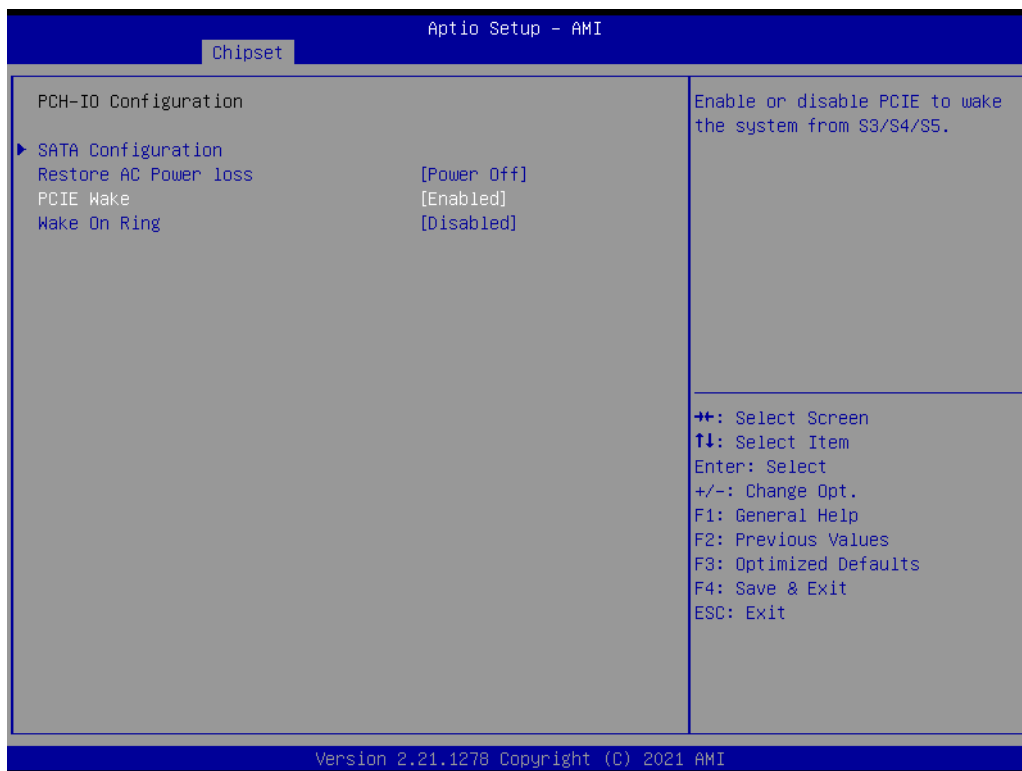 Aptio Setup – AMI
Chipset
PCH-IO Configuration
SATA Configuration
Restore AC Power loss [Power Off]
PCIE Wake [Enabled]
Wake On Ring [Disabled]
Enable or disable PCIE to wake
the system from S3/S4/S5.
→←: Select Screen
↑↓: Select Item
Enter: Select
+/-: Change Opt.
F1: General Help
F2: Previous Values
F3: Optimized Defaults
F4: Save & Exit
ESC: Exit
Version 2.21.1278 Copyright (C) 2021 AMI